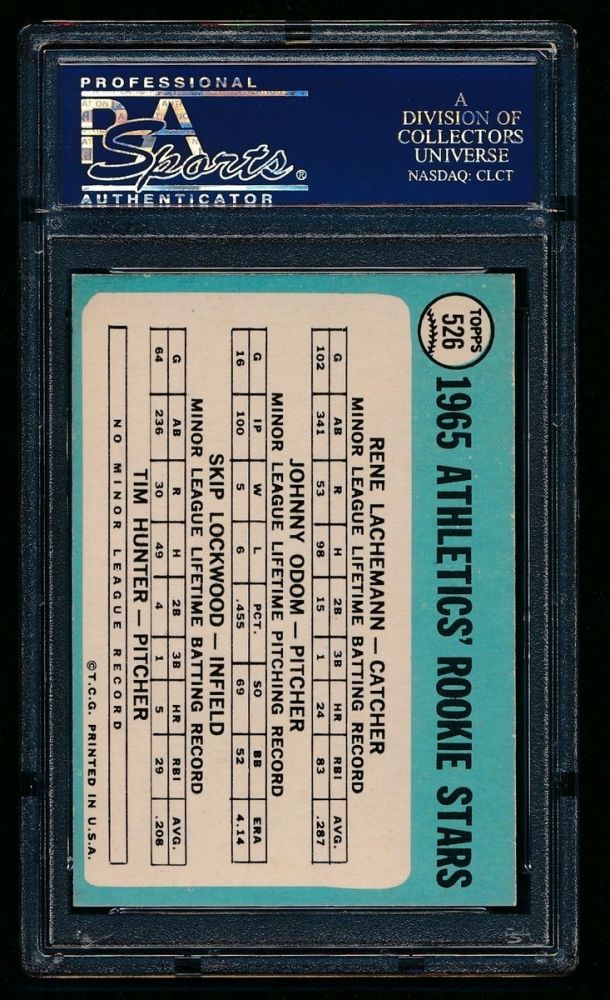 PROFESSIONAL
PSA
Sports®
AUTHENTICATOR
A
DIVISION OF
COLLECTORS
UNIVERSE
NASDAQ: CLCT
TOPPS
526
1965 ATHLETICS' ROOKIE STARS
RENE LACHEMANN — CATCHER
MINOR LEAGUE LIFETIME BATTING RECORD
G AB R H 2B 3B HR RBI AVG.
102 341 53 98 15 1 24 83 .287
JOHNNY ODOM — PITCHER
MINOR LEAGUE LIFETIME PITCHING RECORD
G IP W L PCT. SO BB ERA
16 100 5 6 .455 69 52 4.14
SKIP LOCKWOOD — INFIELD
MINOR LEAGUE LIFETIME BATTING RECORD
G AB R H 2B 3B HR RBI AVG.
64 236 30 49 4 1 5 29 .208
TIM HUNTER — PITCHER
NO MINOR LEAGUE RECORD
©T.C.G. PRINTED IN U.S.A.